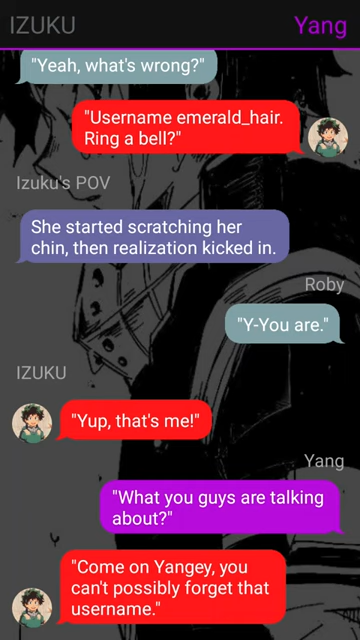 IZUKU
Yang
"Yeah, what's wrong?"
"Username emerald_hair.
Ring a bell?"
Izuku's POV
She started scratching her
chin, then realization kicked in.
Roby
"Y-You are."
IZUKU
"Yup, that's me!"
Yang
"What you guys are talking
about?"
"Come on Yangey, you
can't possibly forget that
username."